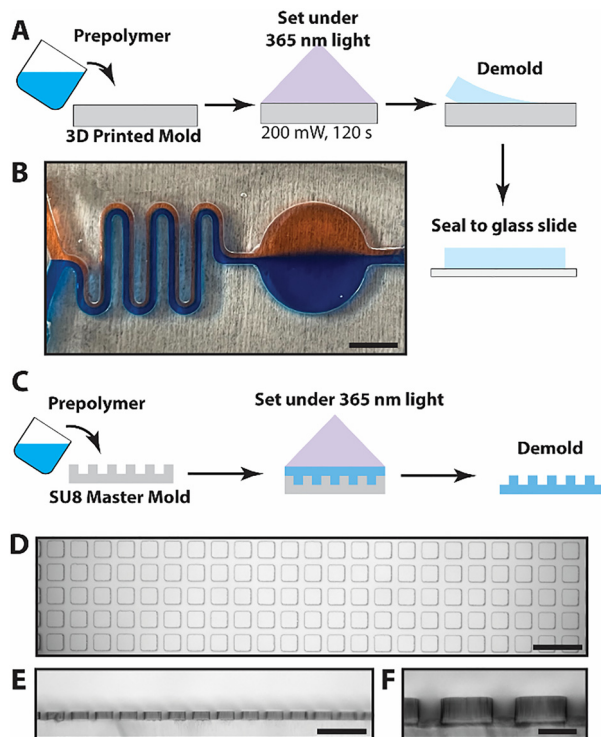 A
Prepolymer
3D Printed Mold
Set under
365 nm light
200 mW, 120 s
Demold
Seal to glass slide
B
C
Prepolymer
SU8 Master Mold
Set under 365 nm light
Demold
D
E
F